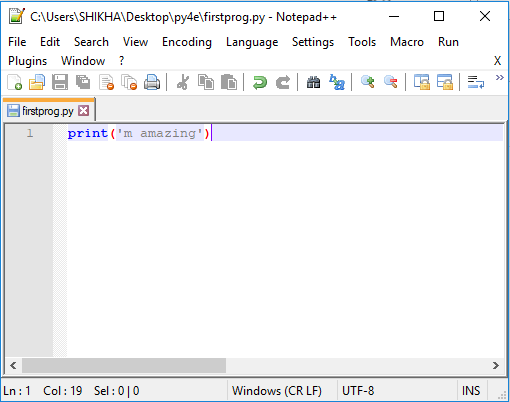 C:\Users\SHIKHA\Desktop\py4e\firstprog.py - Notepad++
File Edit Search View Encoding Language Settings Tools Macro Run
Plugins Window ? X
firstprog.py
1 print('m amazing')
Ln : 1 Col : 19 Sel : 0 | 0 Windows (CR LF) UTF-8 INS